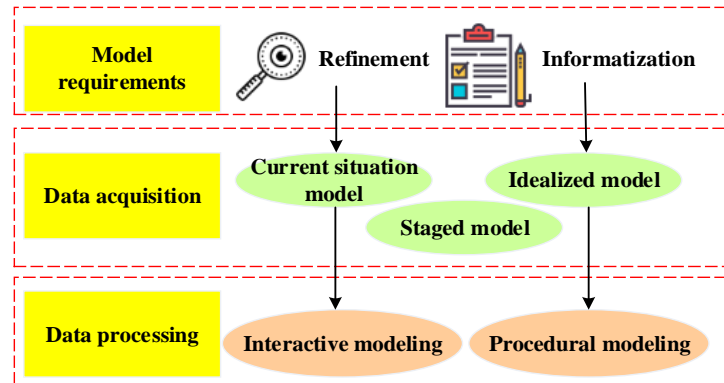 Model
requirements
Refinement
Informatization
Data acquisition
Current situation
model
Idealized model
Staged model
Data processing
Interactive modeling
Procedural modeling